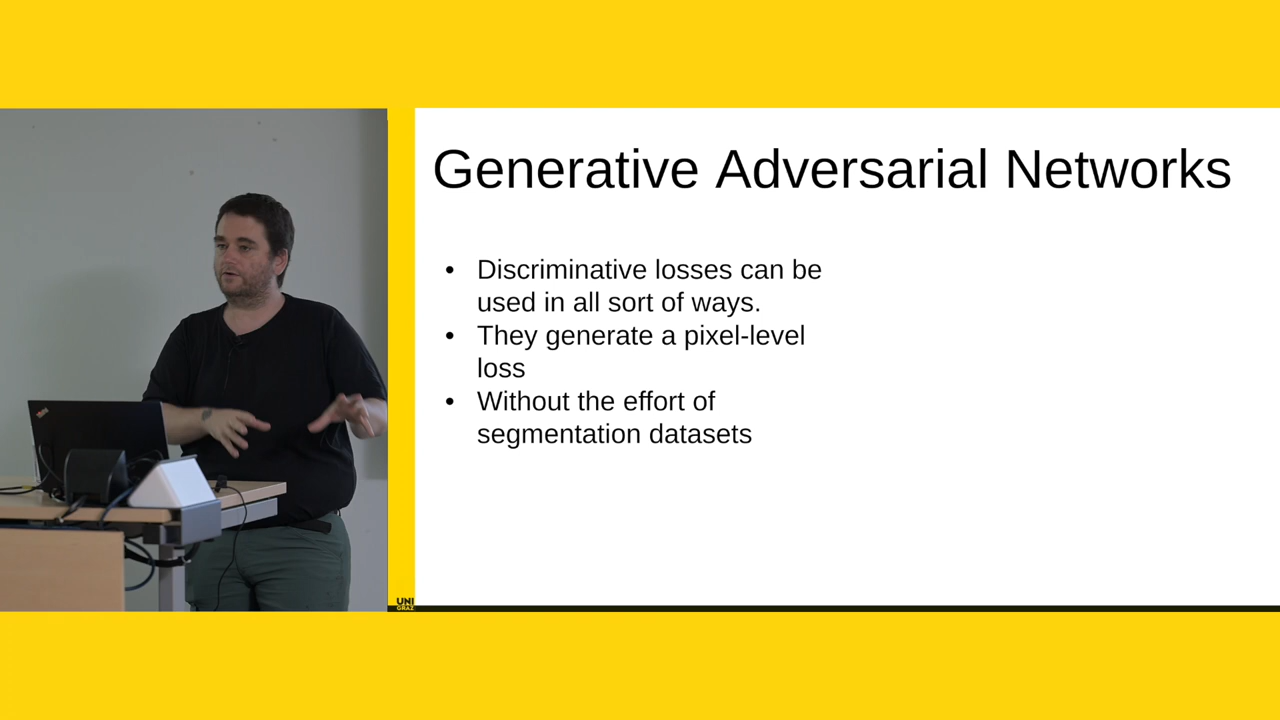 Generative Adversarial Networks
• Discriminative losses can be
used in all sort of ways.
• They generate a pixel-level
loss
• Without the effort of
segmentation datasets
UNI
GRAZ